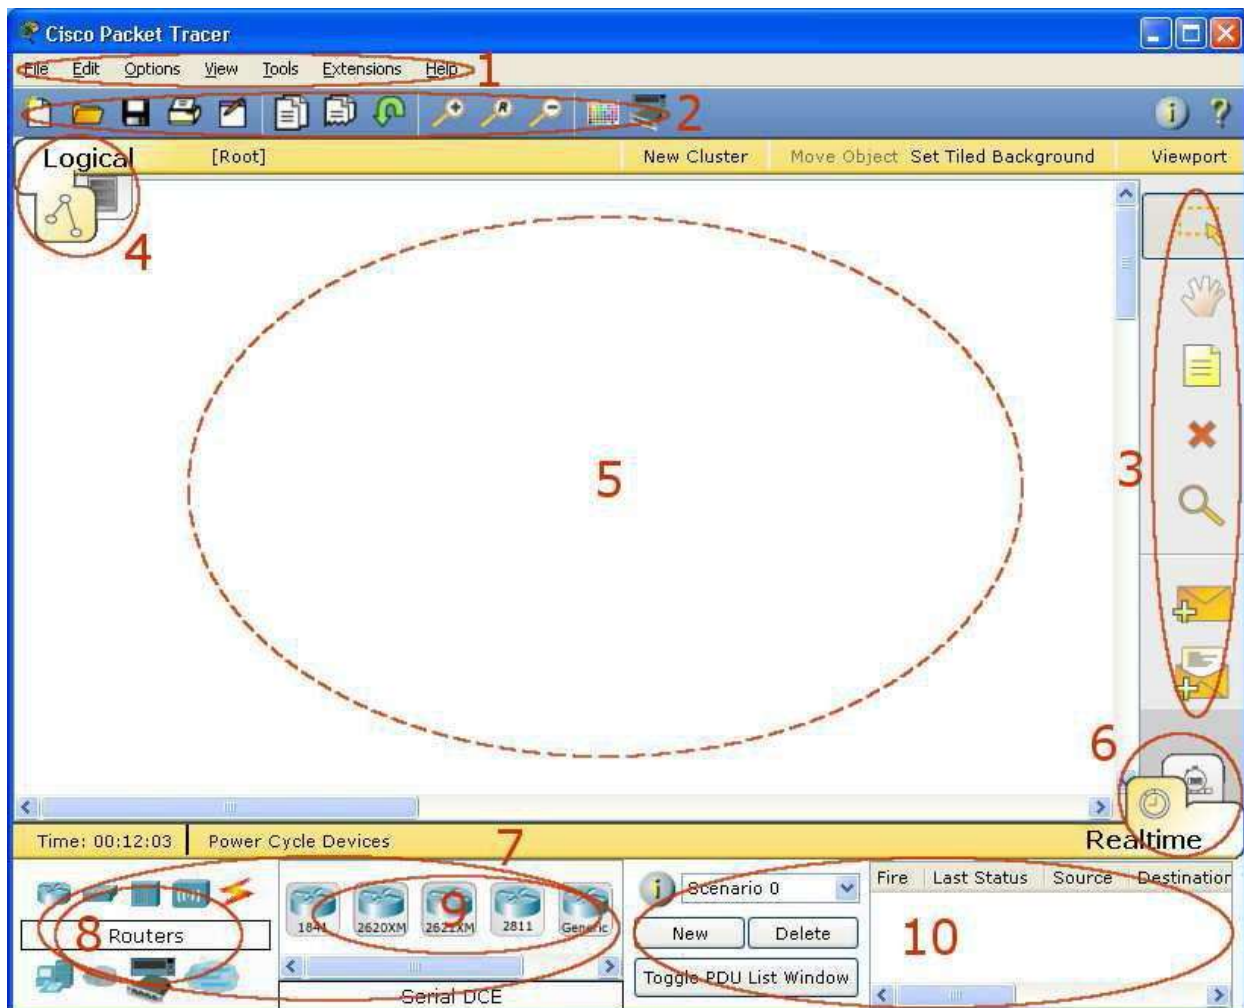 Cisco Packet Tracer
File Edit Options View Tools Extensions Help 1
2 i ?
Logical [Root] New Cluster Move Object Set Tiled Background Viewport
4
R
5
3
6
Time: 00:12:03 Power Cycle Devices 7 Realtime
i Scenario 0 Fire Last Status Source Destination
8 Routers
1841 2620XM 2621XM 2811 Generic
9
New Delete
10
Toggle PDU List Window
Serial DCE